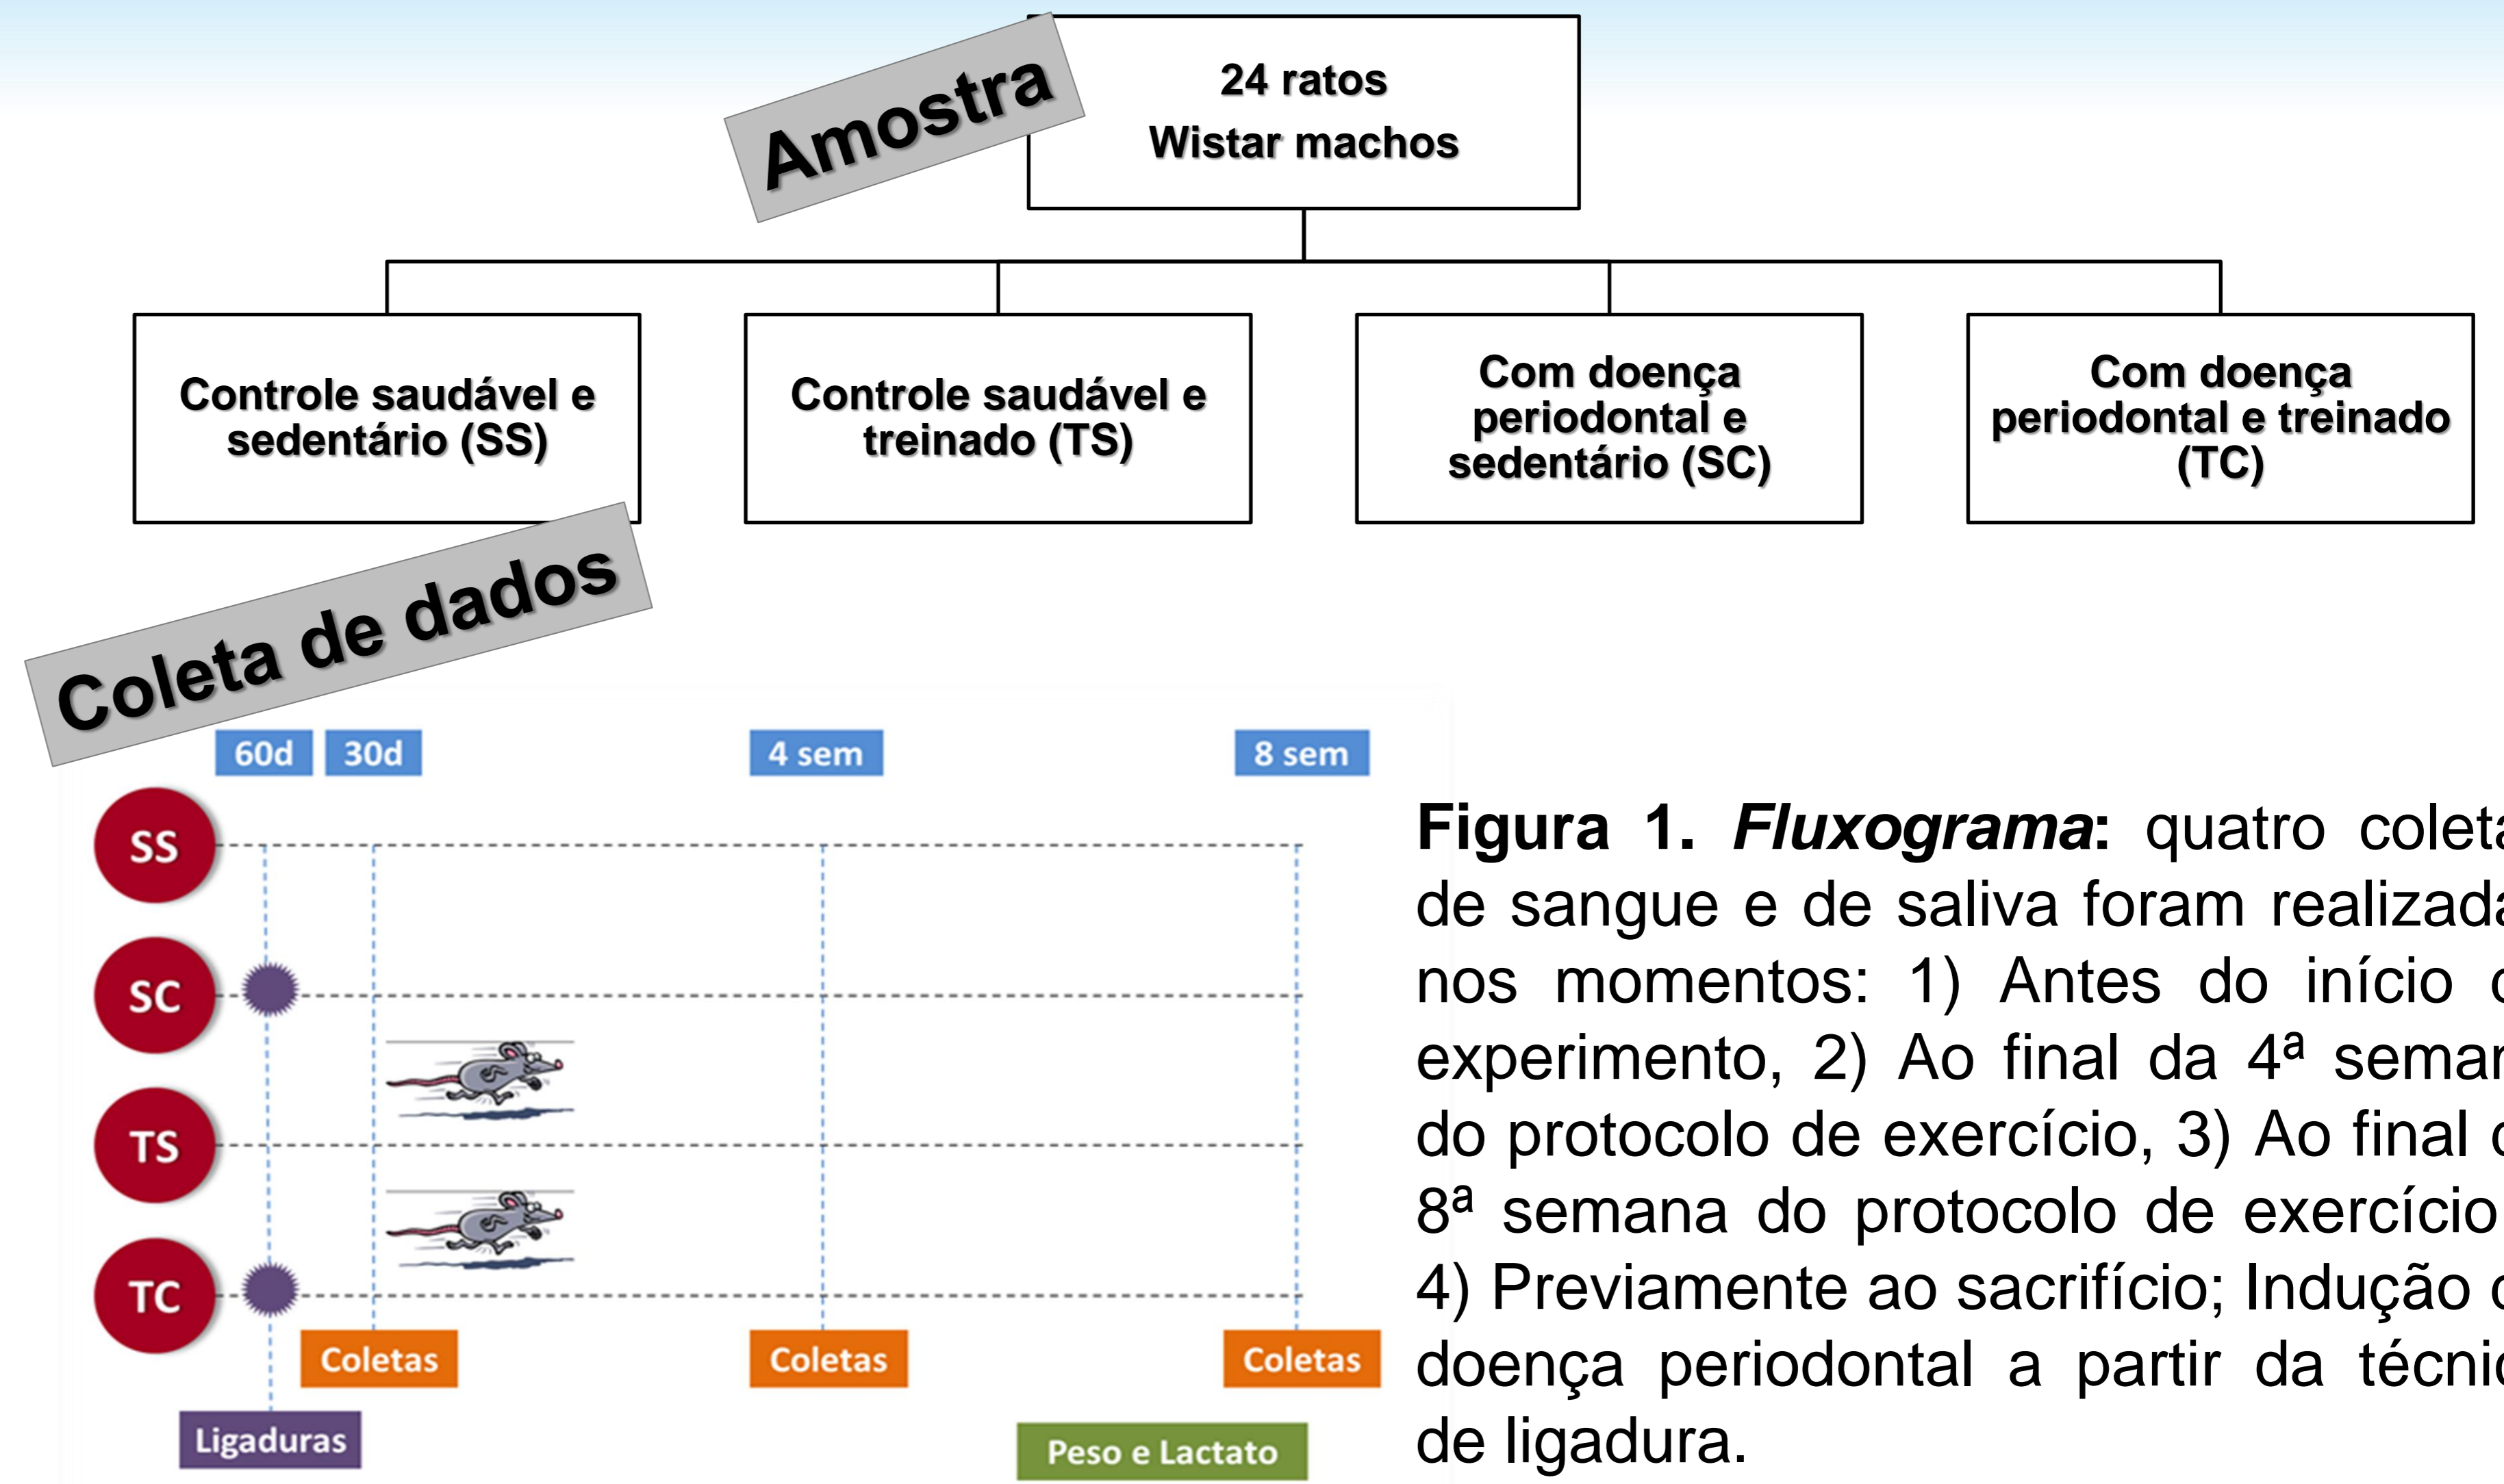 Amostra
24 ratos
Wistar machos
Controle saudável e
sedentário (SS)
Controle saudável e
treinado (TS)
Com doença
periodontal e
sedentário (SC)
Com doença
periodontal e treinado
(TC)
Coleta de dados
60d 30d 4 sem 8 sem
SS
SC
TS
TC
Coletas Coletas Coletas
Ligaduras
Peso e Lactato
Figura 1. Fluxograma: quatro coleta
de sangue e de saliva foram realizada
nos momentos: 1) Antes do início
experimento, 2) Ao final da 4ª seman
do protocolo de exercício, 3) Ao final
8ª semana do protocolo de exercício
4) Previamente ao sacrifício; Indução
doença periodontal a partir da técnic
de ligadura.